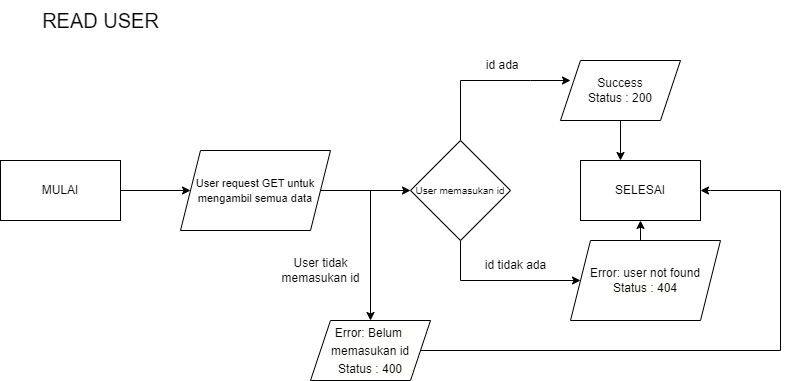 READ USER
MULAI
User request GET untuk
mengambil semua data
User memasukan id
id ada
Success
Status : 200
SELESAI
id tidak ada
Error: user not found
Status : 404
User tidak
memasukan id
Error: Belum
memasukan id
Status : 400